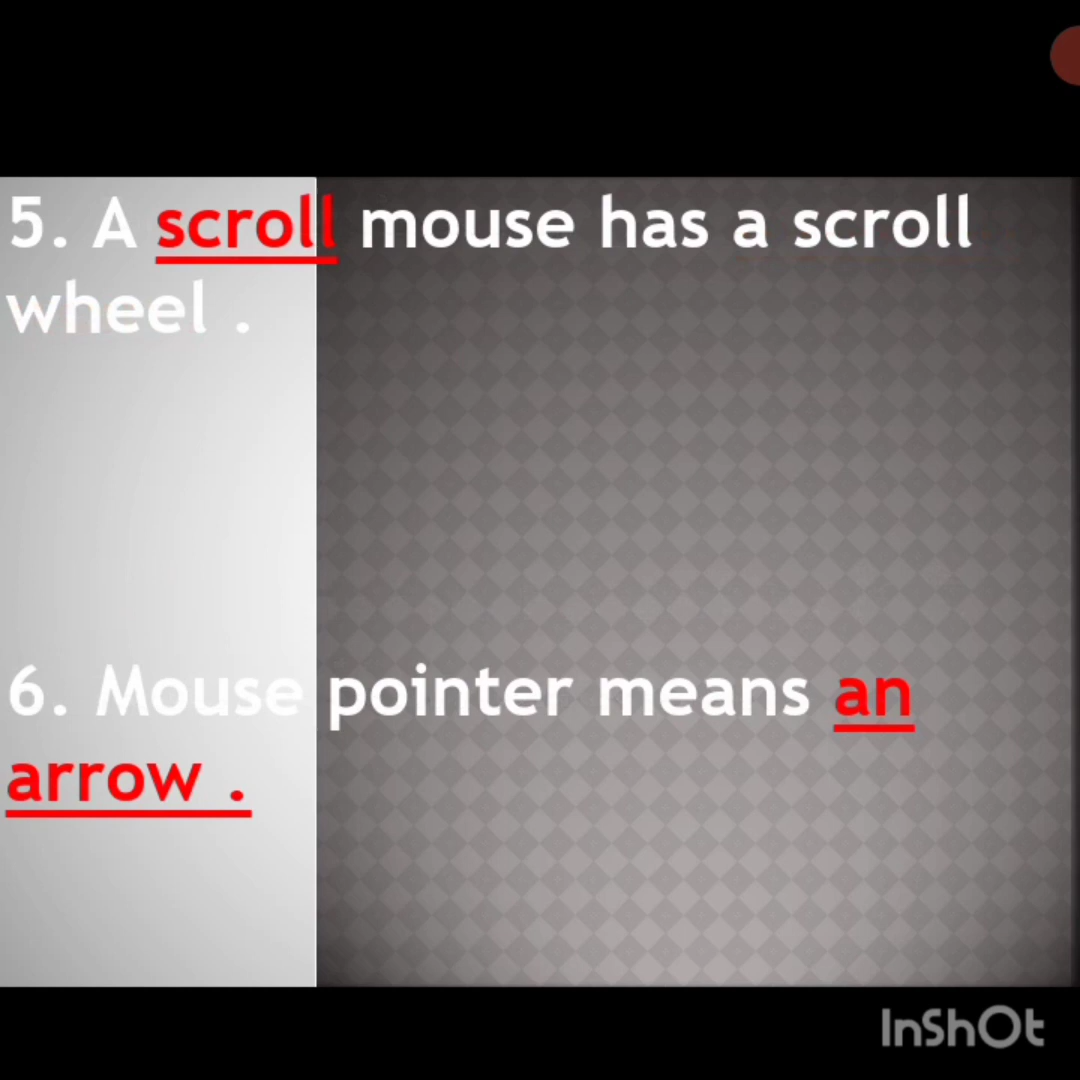 5. A scroll mouse has a scroll
wheel .
6. Mouse pointer means an
arrow .
InShOt